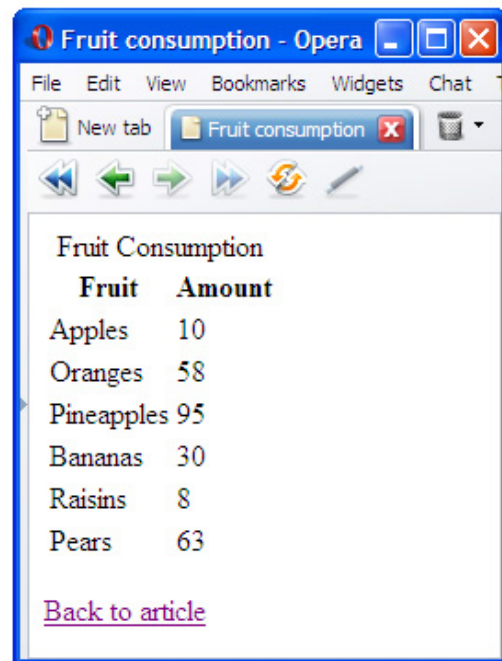 Fruit consumption - Opera
File Edit View Bookmarks Widgets Chat
New tab Fruit consumption
Fruit Consumption
Fruit Amount
Apples 10
Oranges 58
Pineapples 95
Bananas 30
Raisins 8
Pears 63
Back to article